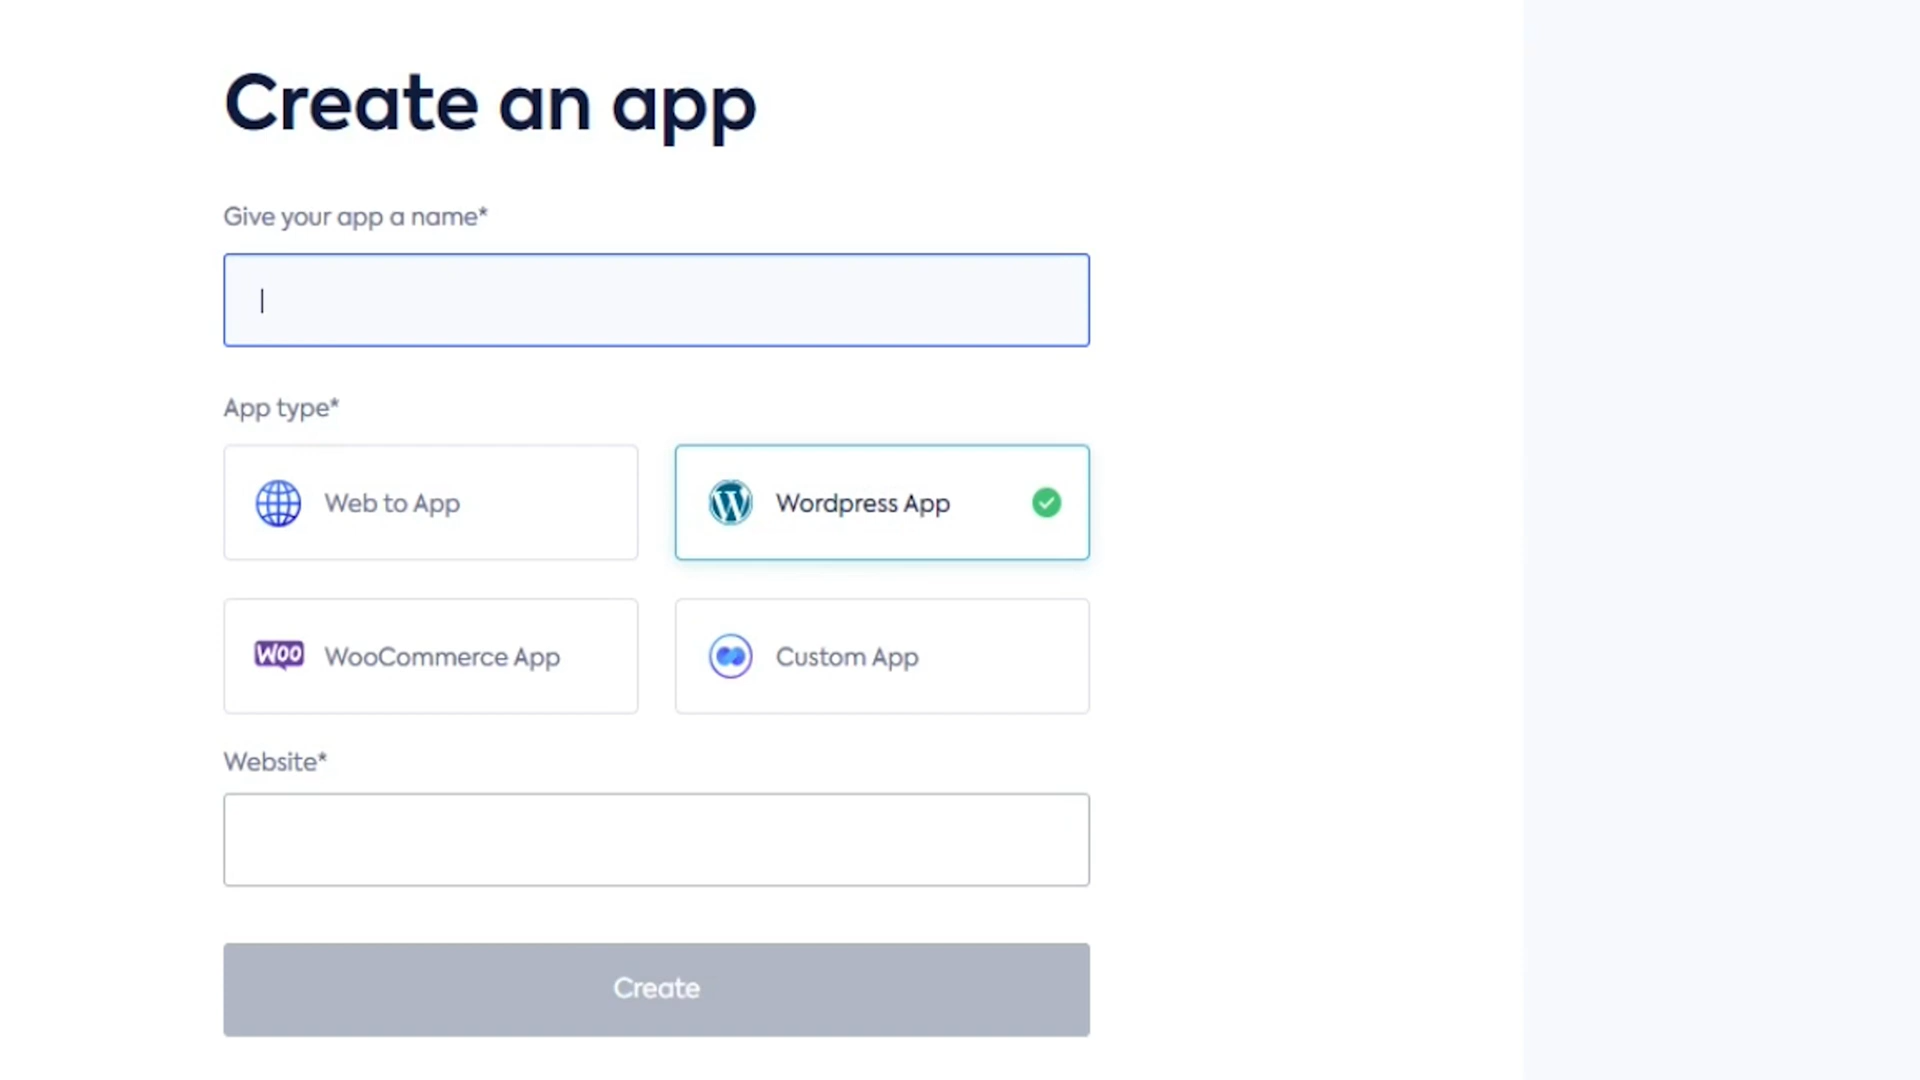 Create an app
Give your app a name*
App type*
Web to App
Wordpress App
WOO WooCommerce App
Custom App
Website*
Create